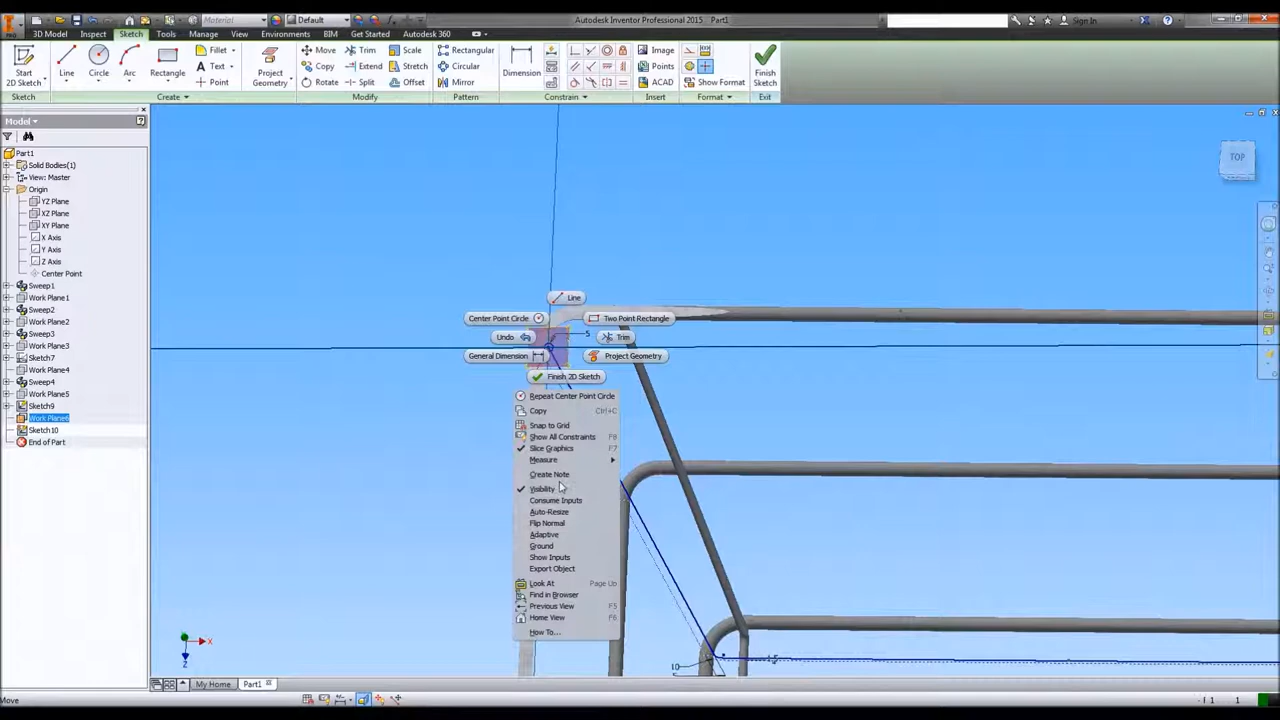 Material
Default
Autodesk Inventor Professional 2015 Part1
Sign In
3D Model Inspect Sketch Tools Manage View Environments BIM Get Started Autodesk 360
Start
2D Sketch
Line
Circle
Arc
Rectangle
Fillet
Text
Point
Project
Geometry
Move
Copy
Rotate
Trim
Extend
Split
Scale
Stretch
Offset
Rectangular
Circular
Mirror
Dimension
Image
Points
ACAD
Show Format
Finish
Sketch
Sketch Create Modify Pattern Constrain Insert Format Exit
Model
Part1
Solid Bodies(1)
View: Master
Origin
YZ Plane
XZ Plane
XY Plane
X Axis
Y Axis
Z Axis
Center Point
Sweep1
Work Plane1
Sweep2
Work Plane2
Sweep3
Work Plane3
Sketch7
Work Plane4
Sweep4
Work Plane5
Sketch9
Work Plane6
Sketch10
End of Part
TOP
Line
Center Point Circle
Two Point Rectangle
Undo
5
Trim
General Dimension
Project Geometry
Finish 2D Sketch
Repeat Center Point Circle
Copy Ctrl+C
Snap to Grid
Show All Constraints F8
Slice Graphics F7
Measure
Create Note
Visibility
Consume Inputs
Auto-Resize
Flip Normal
Adaptive
Ground
Show Inputs
Export Object
Look At Page Up
Find in Browser
Previous View F5
Home View F6
How To...
10
X
Z
My Home Part1
Move
1 1